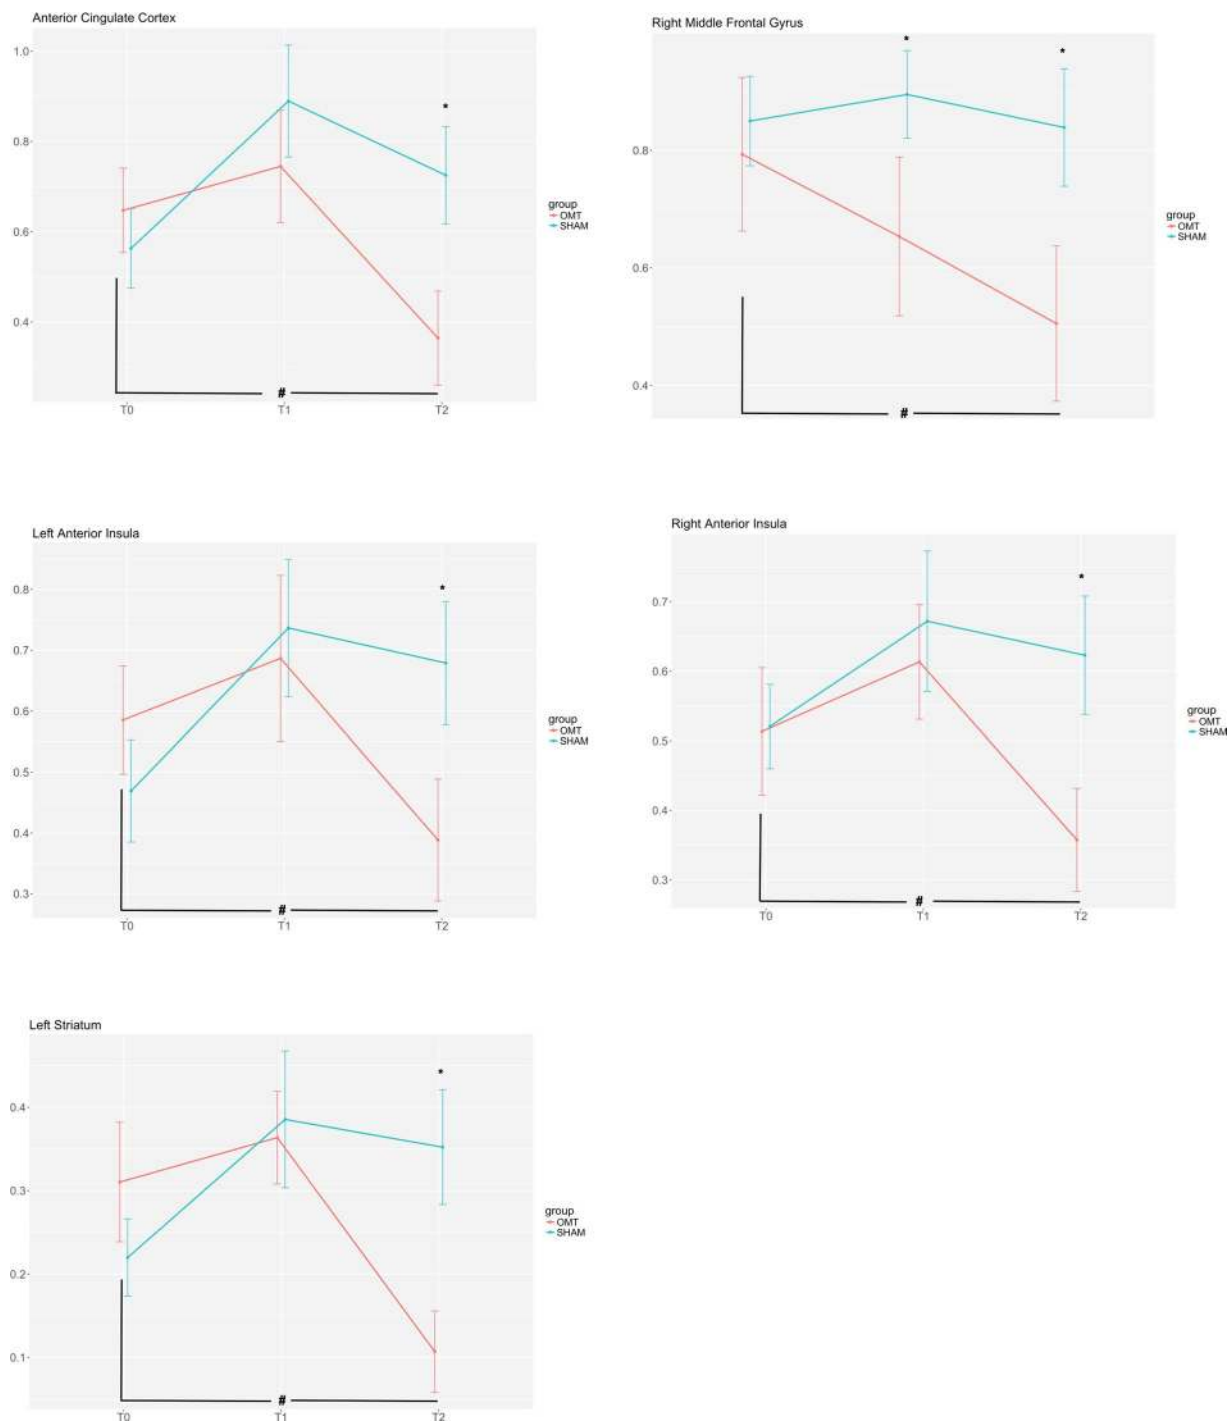 Anterior Cingulate Cortex
1.0
0.8
0.6
0.4
*
#
T0 T1 T2
group
OMT
SHAM
Right Middle Frontal Gyrus
0.8
0.6
0.4
* *
#
group
OMT
SHAM
Left Anterior Insula
0.8
0.7
0.6
0.5
0.4
0.3
*
#
T0 T1 T2
group
OMT
SHAM
Right Anterior Insula
0.7
0.6
0.5
0.4
0.3
*
#
T0 T1 T2
group
OMT
SHAM
Left Striatum
0.4
0.3
0.2
0.1
*
#
T0 T1 T2
group
OMT
SHAM